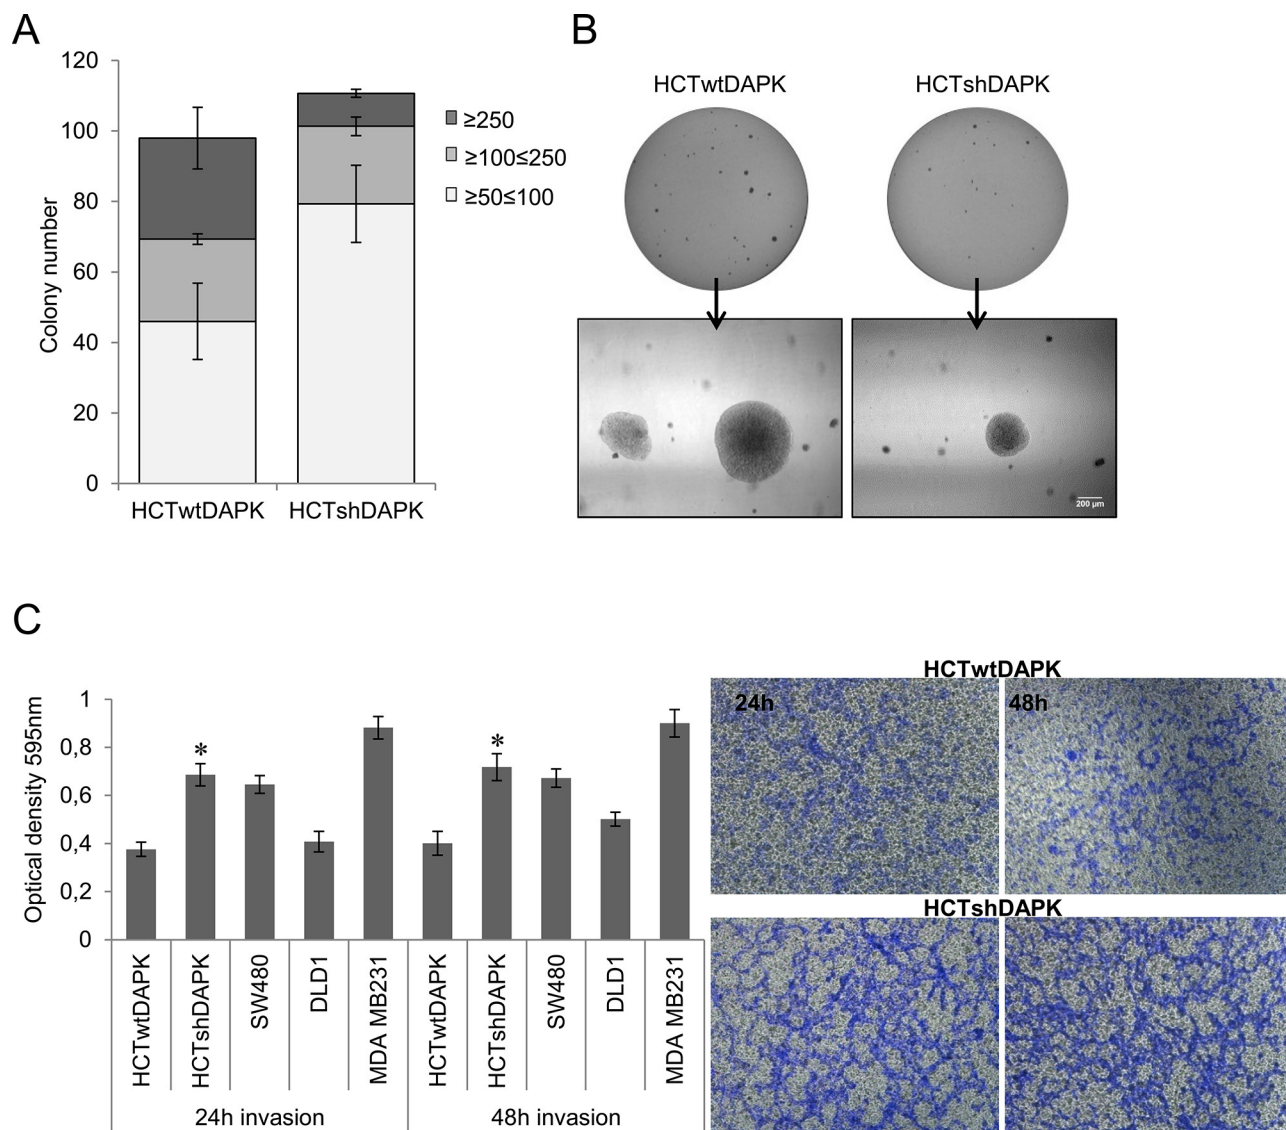 A
120
100
80
60
40
20
0
Colony number
HCTwtDAPK
HCTshDAPK
≥250
≥100≤250
≥50≤100
B
HCTwtDAPK
HCTshDAPK
200 µm
C
1
0,8
0,6
0,4
0,2
0
Optical density 595nm
*
*
HCTwtDAPK
HCTshDAPK
SW480
DLD1
MDA MB231
HCTwtDAPK
HCTshDAPK
SW480
DLD1
MDA MB231
24h invasion
48h invasion
HCTwtDAPK
24h
48h
HCTshDAPK